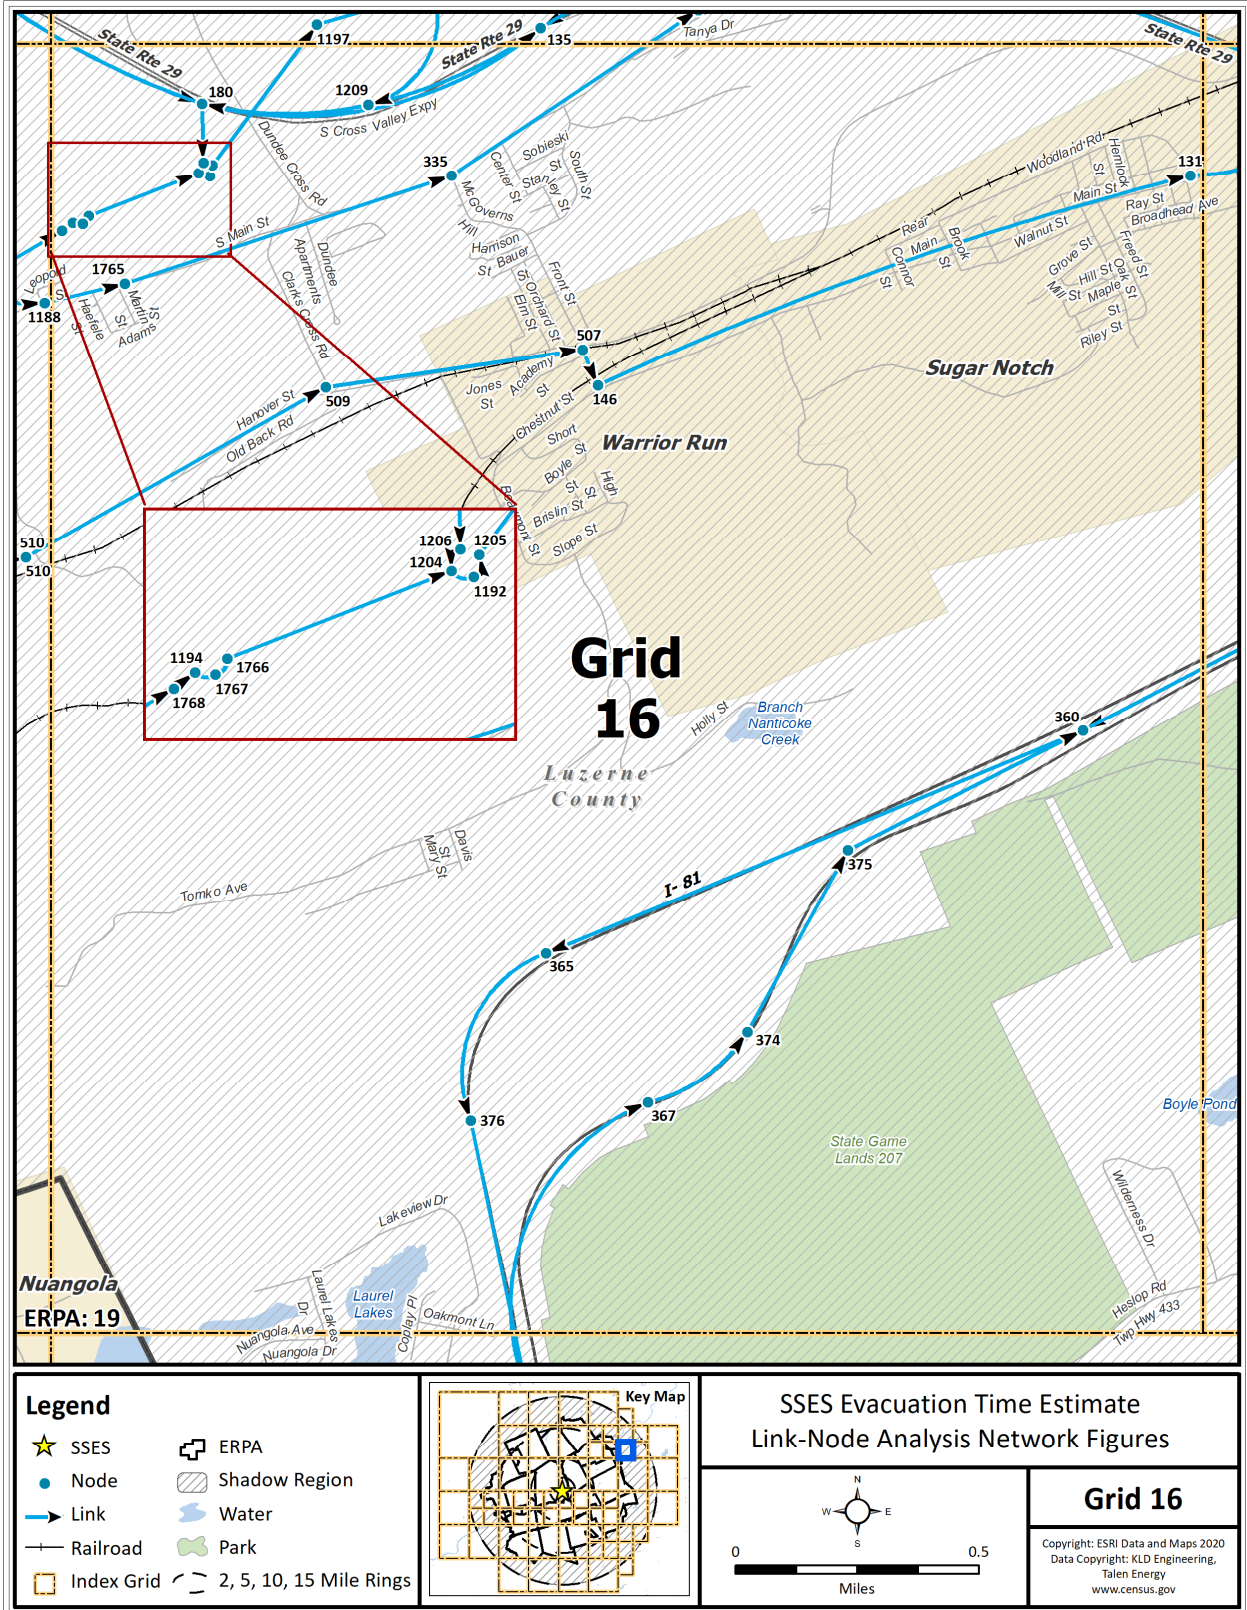 State Rte 29
1197
State Rte 29
135
Tanya Dr
State Rte 29
180
1209
S Cross Valley Expy
Dundee Cross Rd
335
Sobieski
St
Center St
Stanley St
South St
McGoverns
Hill
Woodland Rd
Hemlock
St
131
Main St
Ray St
Broadhead Ave
S Main St
Rear
Harrison
St
Bauer
St
Front St
Orchard St
Elm St
Connor
St
Main
Brook
St
Walnut St
Grove St
Freed St
Oak St
Hill St
Mill
St
Maple
St
Riley St
Leopold
S
1765
1188
Haefele
St
Martin
St
St
Adams
Apartments
Dundee
Clarks Cross Rd
507
Sugar Notch
Hanover St
509
Jones
St
Academy
St
146
Old Back Rd
Chestnut St
Short
St
Warrior Run
Boyle
St
St
High
Beaumont St
Brislin St
Slope St
510
510
1206
1205
1204
1192
1194
1766
1767
1768
Grid
16
Holly St
Branch
Nanticoke
Creek
360
Luzerne
County
Davis
St
Mary St
375
Tomko Ave
I- 81
365
374
376
367
Boyle Pond
State Game
Lands 207
Wilderness Dr
Lakeview Dr
Nuangola
ERPA: 19
Laurel Lakes
Dr
Laurel
Lakes
Coplay Pl
Oakmont Ln
Nuangola Ave
Nuangola Dr
Heslop Rd
Twp Hwy 433
Legend
SSES
ERPA
Node
Shadow Region
Link
Water
Railroad
Park
Index Grid
2, 5, 10, 15 Mile Rings
Key Map
SSES Evacuation Time Estimate
Link-Node Analysis Network Figures
N
W
E
S
0
0.5
Miles
Grid 16
Copyright: ESRI Data and Maps 2020
Data Copyright: KLD Engineering,
Talen Energy
www.census.gov